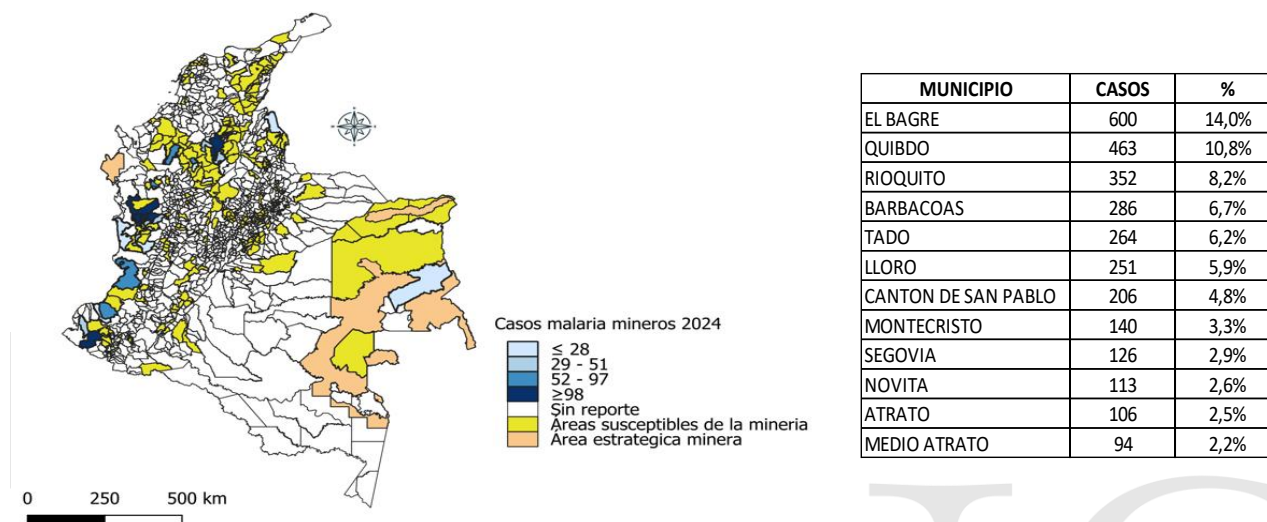 MUNICIPIO CASOS %
EL BAGRE 600 14,0%
QUIBDO 463 10,8%
RIOQUITO 352 8,2%
BARBACOAS 286 6,7%
TADO 264 6,2%
LLORO 251 5,9%
CANTON DE SAN PABLO 206 4,8%
MONTECRISTO 140 3,3%
SEGOVIA 126 2,9%
NOVITA 113 2,6%
ATRATO 106 2,5%
MEDIO ATRATO 94 2,2%
Casos malaria mineros 2024
≤ 28
29 - 51
52 - 97
≥98
Sin reporte
Áreas susceptibles de la mineria
Área estrategica minera
0 250 500 km